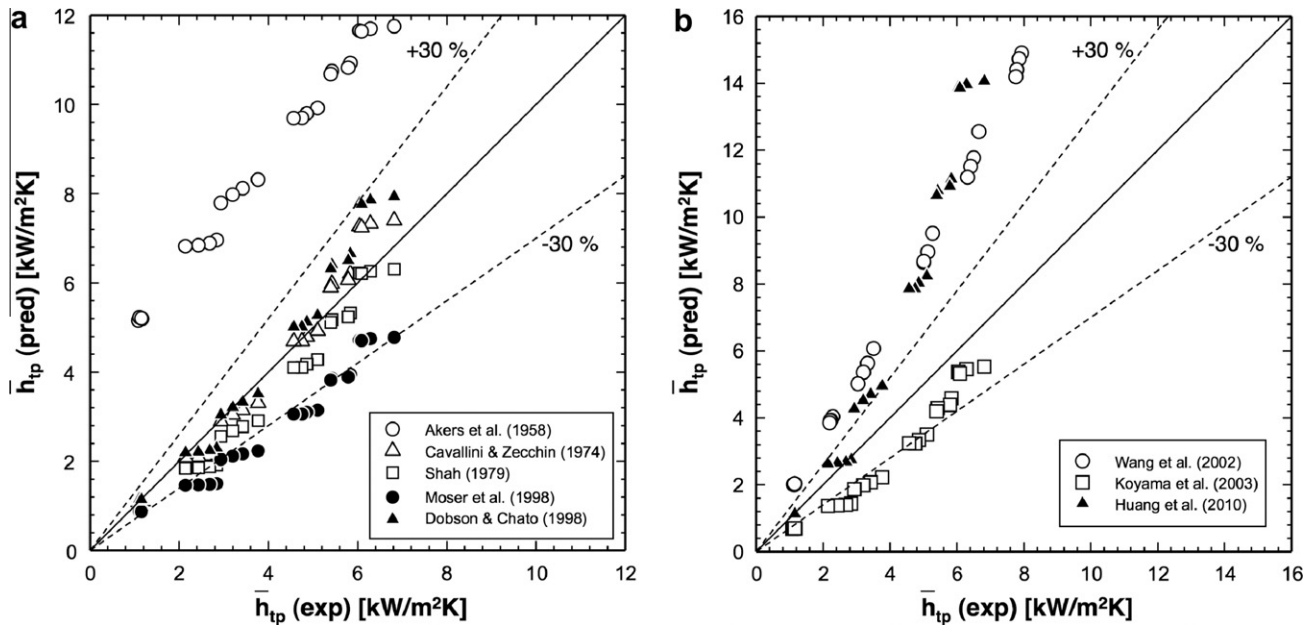 a
h̄tp (pred) [kW/m²K]
12
10
8
6
4
2
0
+30 %
-30 %
Akers et al. (1958)
Cavallini & Zecchin (1974)
Shah (1979)
Moser et al. (1998)
Dobson & Chato (1998)
0 2 4 6 8 10 12
h̄tp (exp) [kW/m²K]
b
h̄tp (pred) [kW/m²K]
16
14
12
10
8
6
4
2
0
+30 %
-30 %
Wang et al. (2002)
Koyama et al. (2003)
Huang et al. (2010)
0 2 4 6 8 10 12 14 16
h̄tp (exp) [kW/m²K]